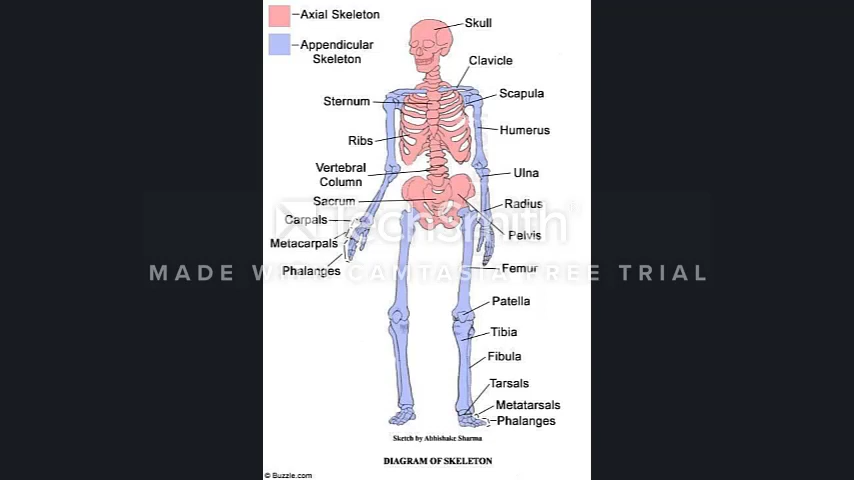 Axial Skeleton
Appendicular
Skeleton
Skull
Clavicle
Sternum
Scapula
Humerus
Ribs
Vertebral
Column
Ulna
Sacrum
Radius
Carpals
Metacarpals
Pelvis
Phalanges
Femur
TechSmith®
MADE WITH CAMTASIA FREE TRIAL
Patella
Tibia
Fibula
Tarsals
Metatarsals
Phalanges
Sketch by Abhishake Sharma
DIAGRAM OF SKELETON
© Buzzle.com